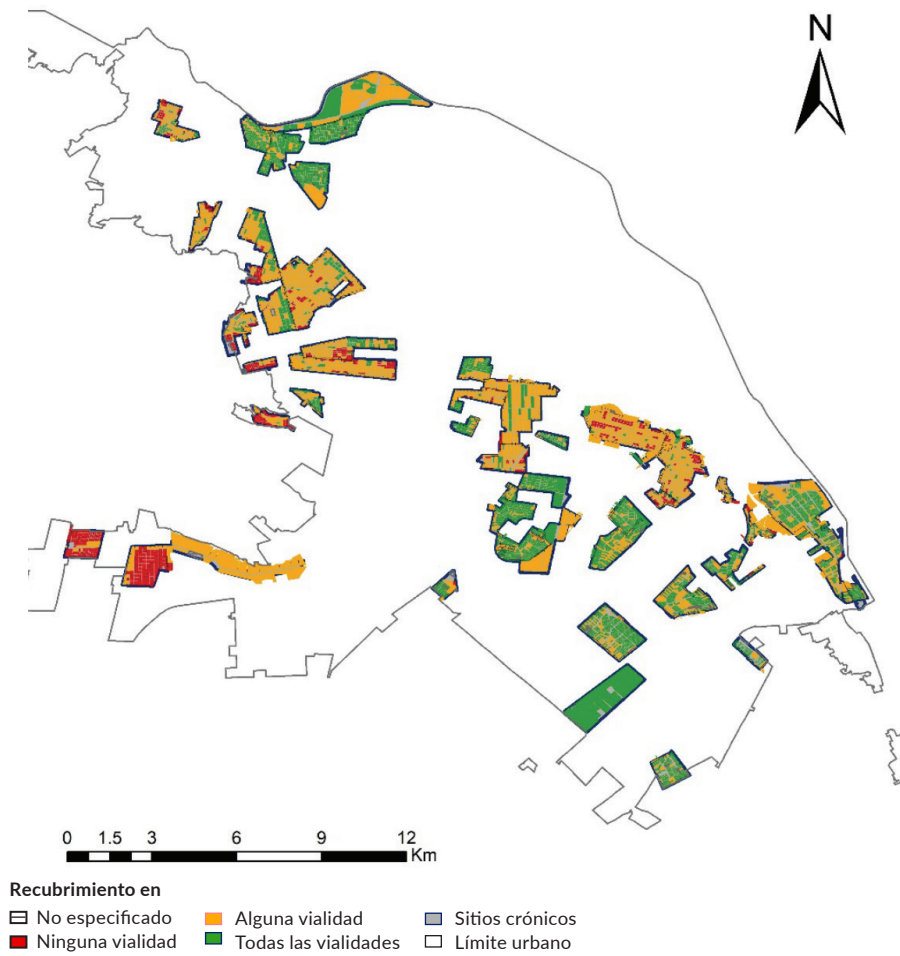 N
0 1.5 3 6 9 12
Km
Recubrimiento en
No especificado Alguna vialidad Sitios crónicos
Ninguna vialidad Todas las vialidades Límite urbano